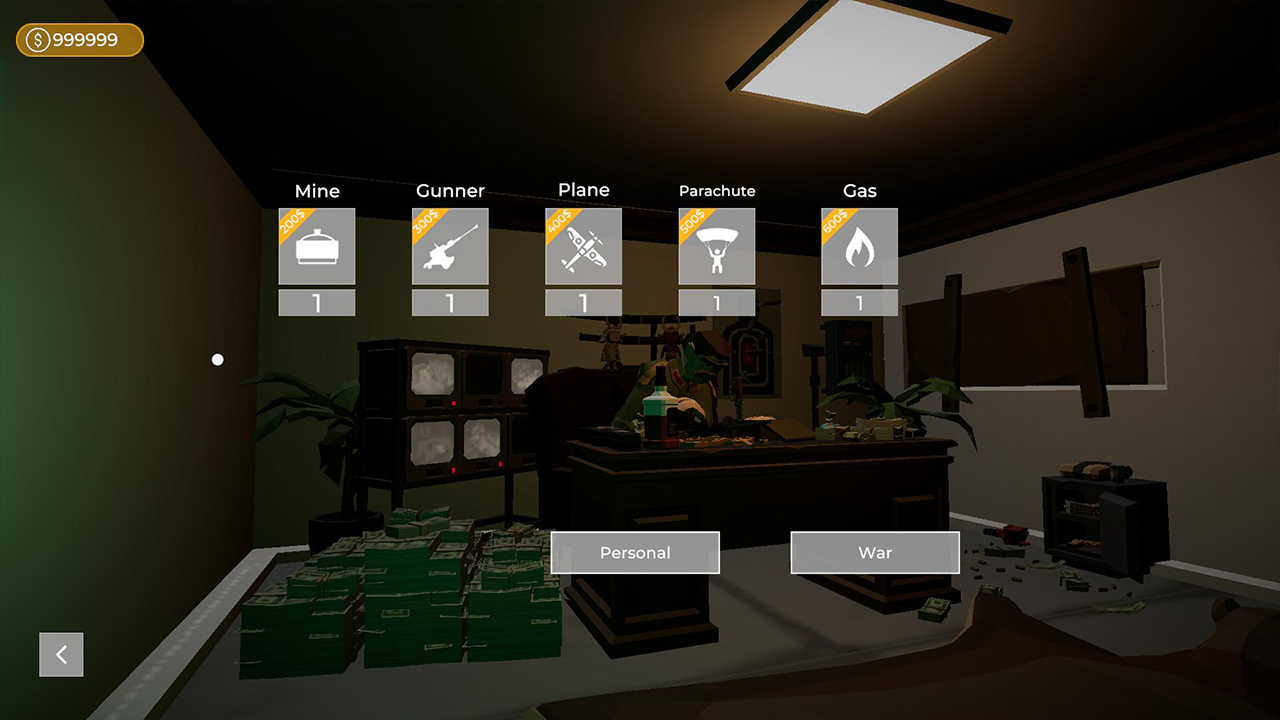 $ 999999
Mine
Gunner
Plane
Parachute
Gas
200$
300$
400$
500$
600$
1
1
1
1
1
Personal
War